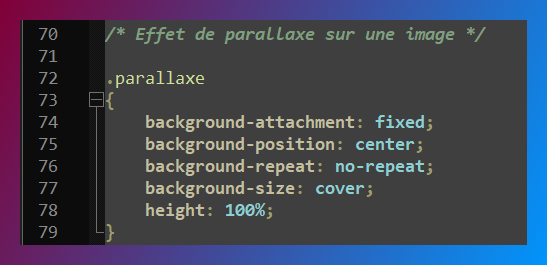 70 /* Effet de parallaxe sur une image */
71
72 .parallaxe
73 {
74 background-attachment: fixed;
75 background-position: center;
76 background-repeat: no-repeat;
77 background-size: cover;
78 height: 100%;
79 }